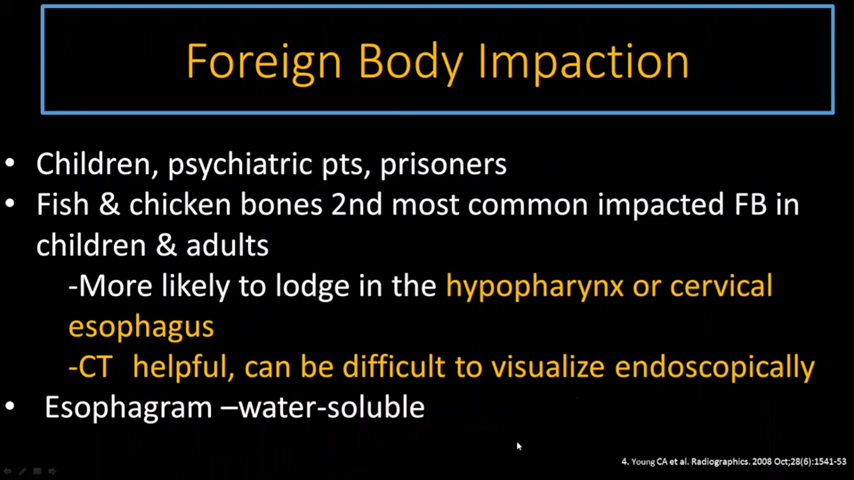 Foreign Body Impaction
• Children, psychiatric pts, prisoners
• Fish & chicken bones 2nd most common impacted FB in
children & adults
-More likely to lodge in the hypopharynx or cervical
esophagus
-CT helpful, can be difficult to visualize endoscopically
• Esophagram –water-soluble
4. Young CA et al. Radiographics. 2008 Oct;28(6):1541-53